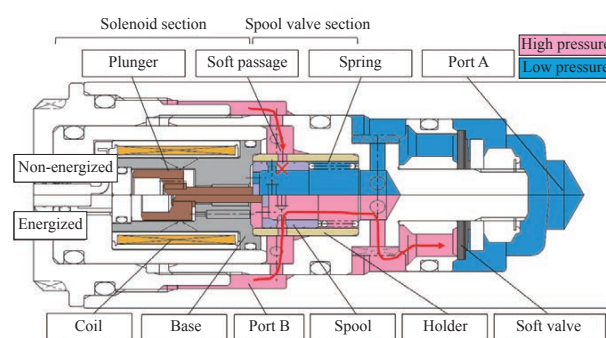 Solenoid section
Spool valve section
Plunger
Soft passage
Spring
Port A
High pressure
Low pressure
Non-energized
Energized
Coil
Base
Port B
Spool
Holder
Soft valve